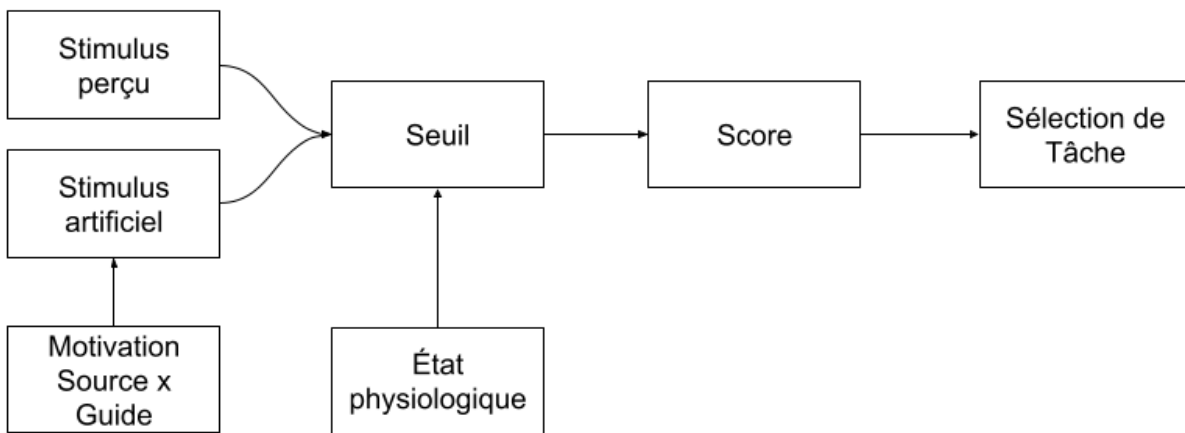 Stimulus
perçu
Stimulus
artificiel
Motivation
Source x
Guide
Seuil
État
physiologique
Score
Sélection de
Tâche